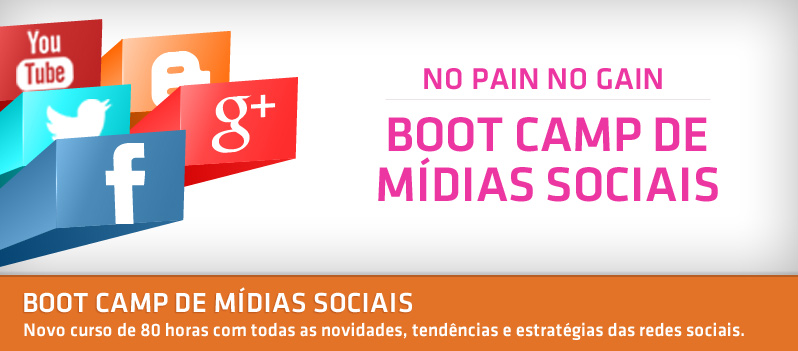 You
Tube
g+
f
NO PAIN NO GAIN
BOOT CAMP DE
MÍDIAS SOCIAIS
BOOT CAMP DE MÍDIAS SOCIAIS
Novo curso de 80 horas com todas as novidades, tendências e estratégias das redes sociais.